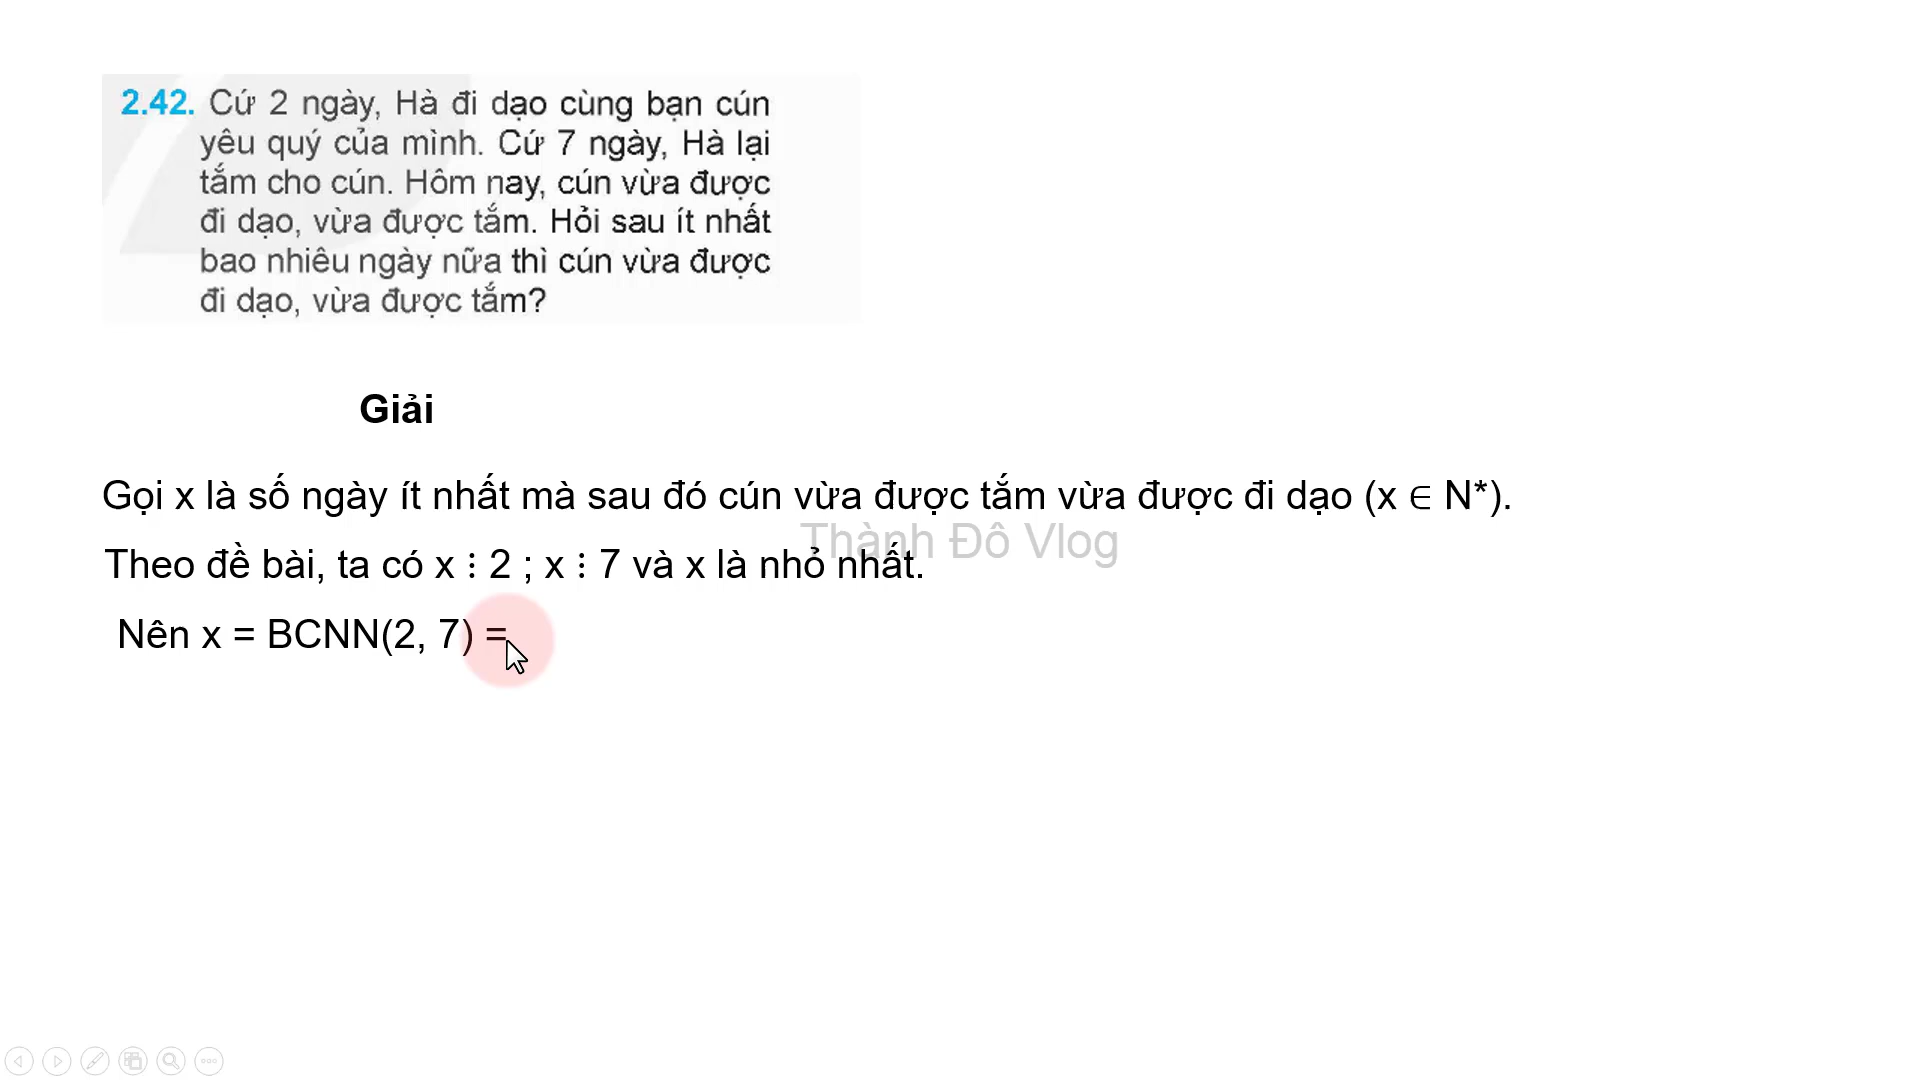 2.42. Cứ 2 ngày, Hà đi dạo cùng bạn cún
yêu quý của mình. Cứ 7 ngày, Hà lại
tắm cho cún. Hôm nay, cún vừa được
đi dạo, vừa được tắm. Hỏi sau ít nhất
bao nhiêu ngày nữa thì cún vừa được
đi dạo, vừa được tắm?
Giải
Gọi x là số ngày ít nhất mà sau đó cún vừa được tắm vừa được đi dạo (x ∈ N*).
Thành Đô Vlog
Theo đề bài, ta có x ⋮ 2 ; x ⋮ 7 và x là nhỏ nhất.
Nên x = BCNN(2, 7) =